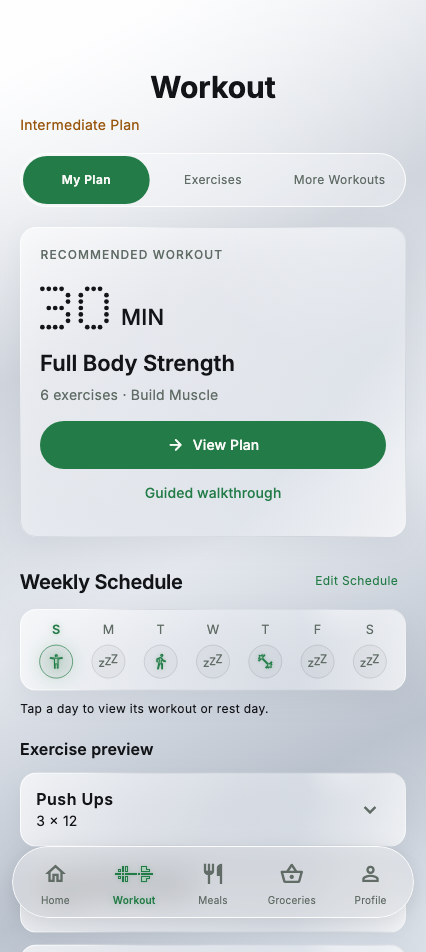 Workout
Intermediate Plan
My Plan Exercises More Workouts
RECOMMENDED WORKOUT
30 MIN
Full Body Strength
6 exercises · Build Muscle
→ View Plan
Guided walkthrough
Weekly Schedule Edit Schedule
S M T W T F S
zZZ zZZ zZZ zZZ
Tap a day to view its workout or rest day.
Exercise preview
Push Ups
3 × 12
Home Workout Meals Groceries Profile